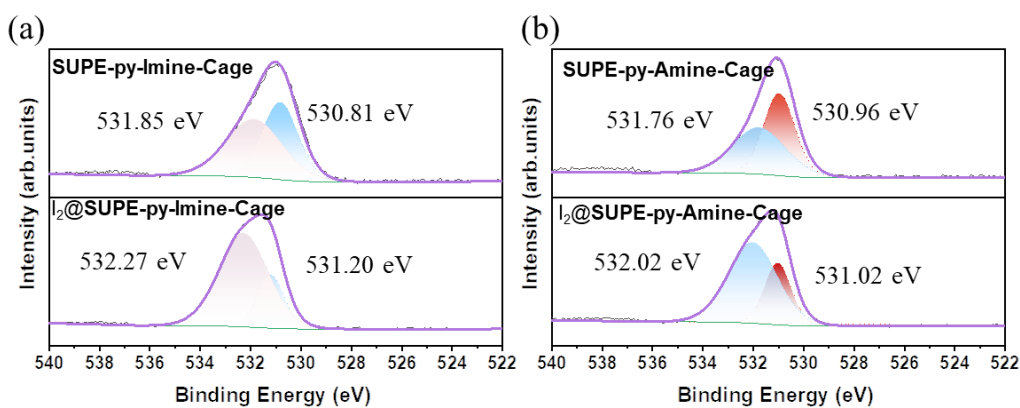 (a)
SUPE-py-Imine-Cage
531.85 eV
530.81 eV
I₂@SUPE-py-Imine-Cage
532.27 eV
531.20 eV
Intensity (arb.units)
540 538 536 534 532 530 528 526 524 522
Binding Energy (eV)
(b)
SUPE-py-Amine-Cage
531.76 eV
530.96 eV
I₂@SUPE-py-Amine-Cage
532.02 eV
531.02 eV
Intensity (arb.units)
540 538 536 534 532 530 528 526 524 522
Binding Energy (eV)